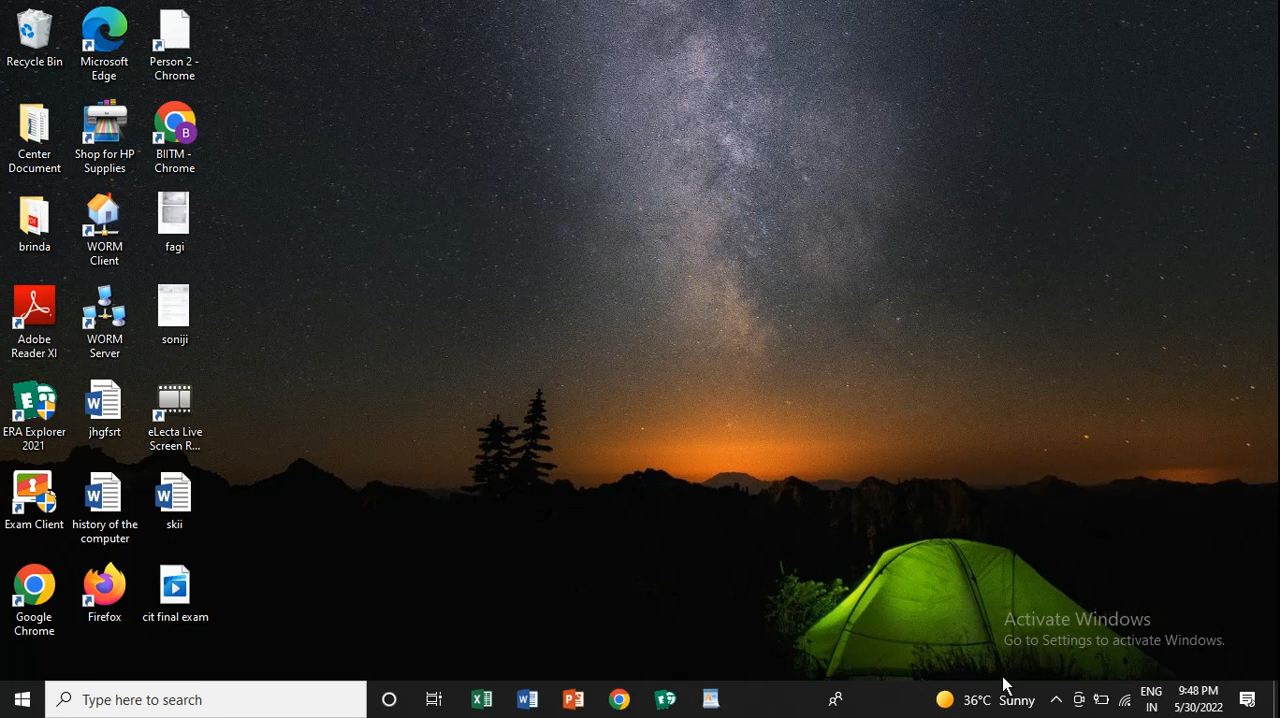 Recycle Bin
Microsoft
Edge
Person 2 -
Chrome
Center
Document
Shop for HP
Supplies
B
BIITM -
Chrome
brinda
WORM
Client
fagi
Adobe
Reader XI
WORM
Server
soniji
ERA Explorer
2021
jhgfsrt
eLecta Live
Screen R...
Exam Client
history of the
computer
skii
Google
Chrome
Firefox
cit final exam
Activate Windows
Go to Settings to activate Windows.
Type here to search
36°C Sunny
ENG
IN
9:48 PM
5/30/2022